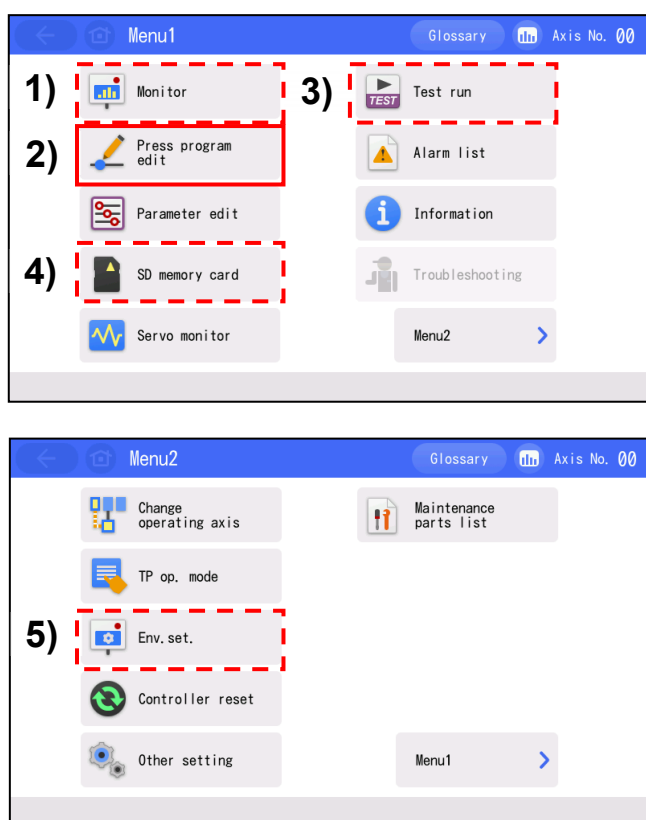 Menu1
Glossary
Axis No. 00
1)
Monitor
3)
TEST
Test run
2)
Press program
edit
Alarm list
Parameter edit
Information
4)
SD memory card
Troubleshooting
Servo monitor
Menu2
Menu2
Glossary
Axis No. 00
Change
operating axis
Maintenance
parts list
TP op. mode
5)
Env.set.
Controller reset
Other setting
Menu1